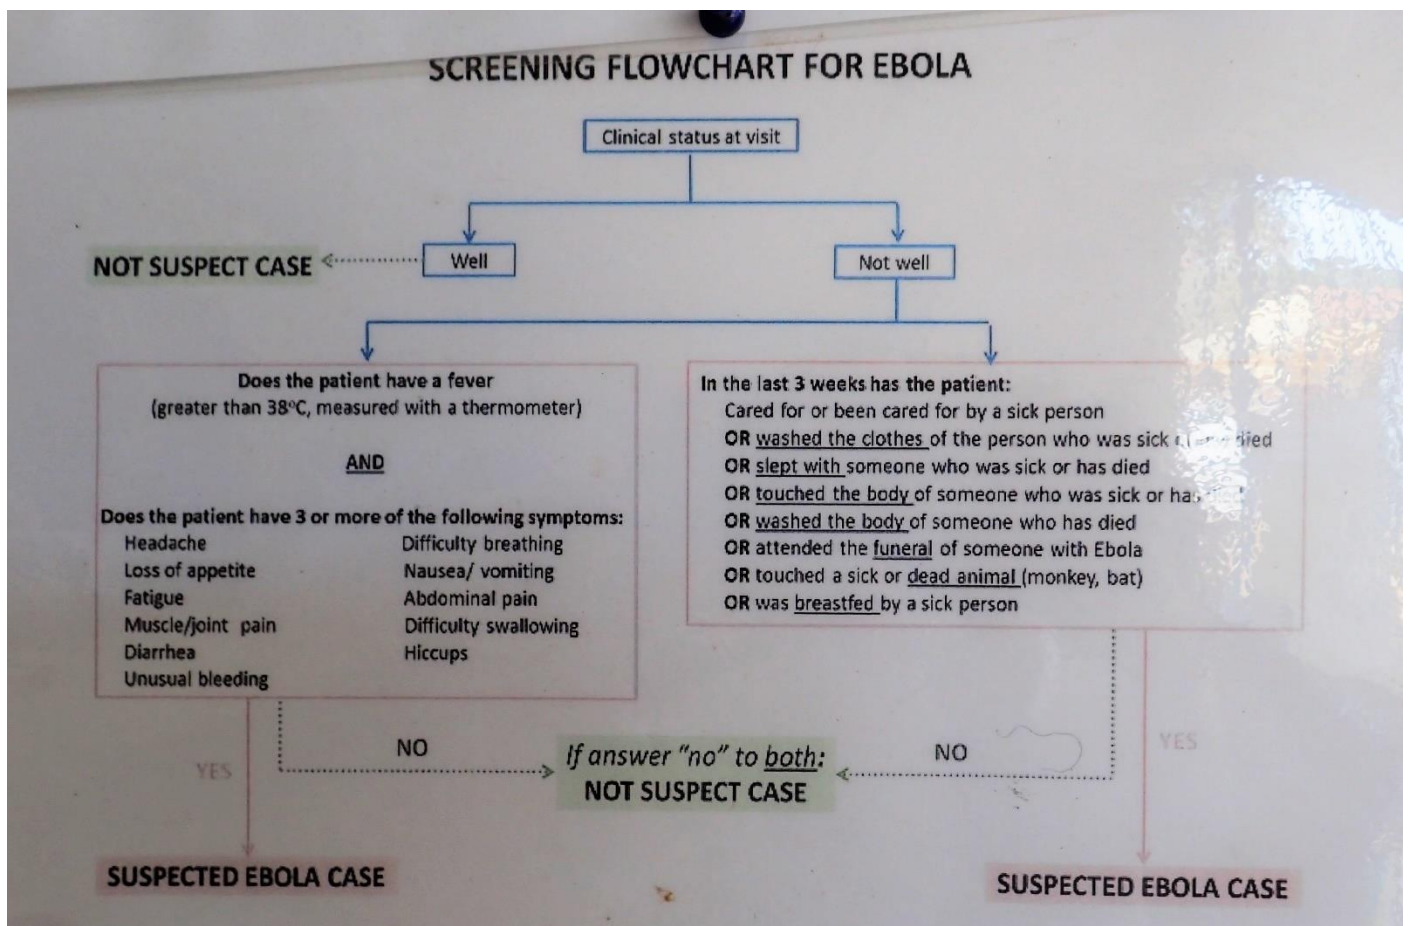 SCREENING FLOWCHART FOR EBOLA
Clinical status at visit
NOT SUSPECT CASE
Well
Not well
Does the patient have a fever
(greater than 38°C, measured with a thermometer)
AND
Does the patient have 3 or more of the following symptoms:
Headache
Loss of appetite
Fatigue
Muscle/joint pain
Diarrhea
Unusual bleeding
Difficulty breathing
Nausea/ vomiting
Abdominal pain
Difficulty swallowing
Hiccups
In the last 3 weeks has the patient:
Cared for or been cared for by a sick person
OR washed the clothes of the person who was sick died
OR slept with someone who was sick or has died
OR touched the body of someone who was sick or has
OR washed the body of someone who has died
OR attended the funeral of someone with Ebola
OR touched a sick or dead animal (monkey, bat)
OR was breastfed by a sick person
YES
NO
If answer "no" to both:
NOT SUSPECT CASE
NO
YES
SUSPECTED EBOLA CASE
SUSPECTED EBOLA CASE